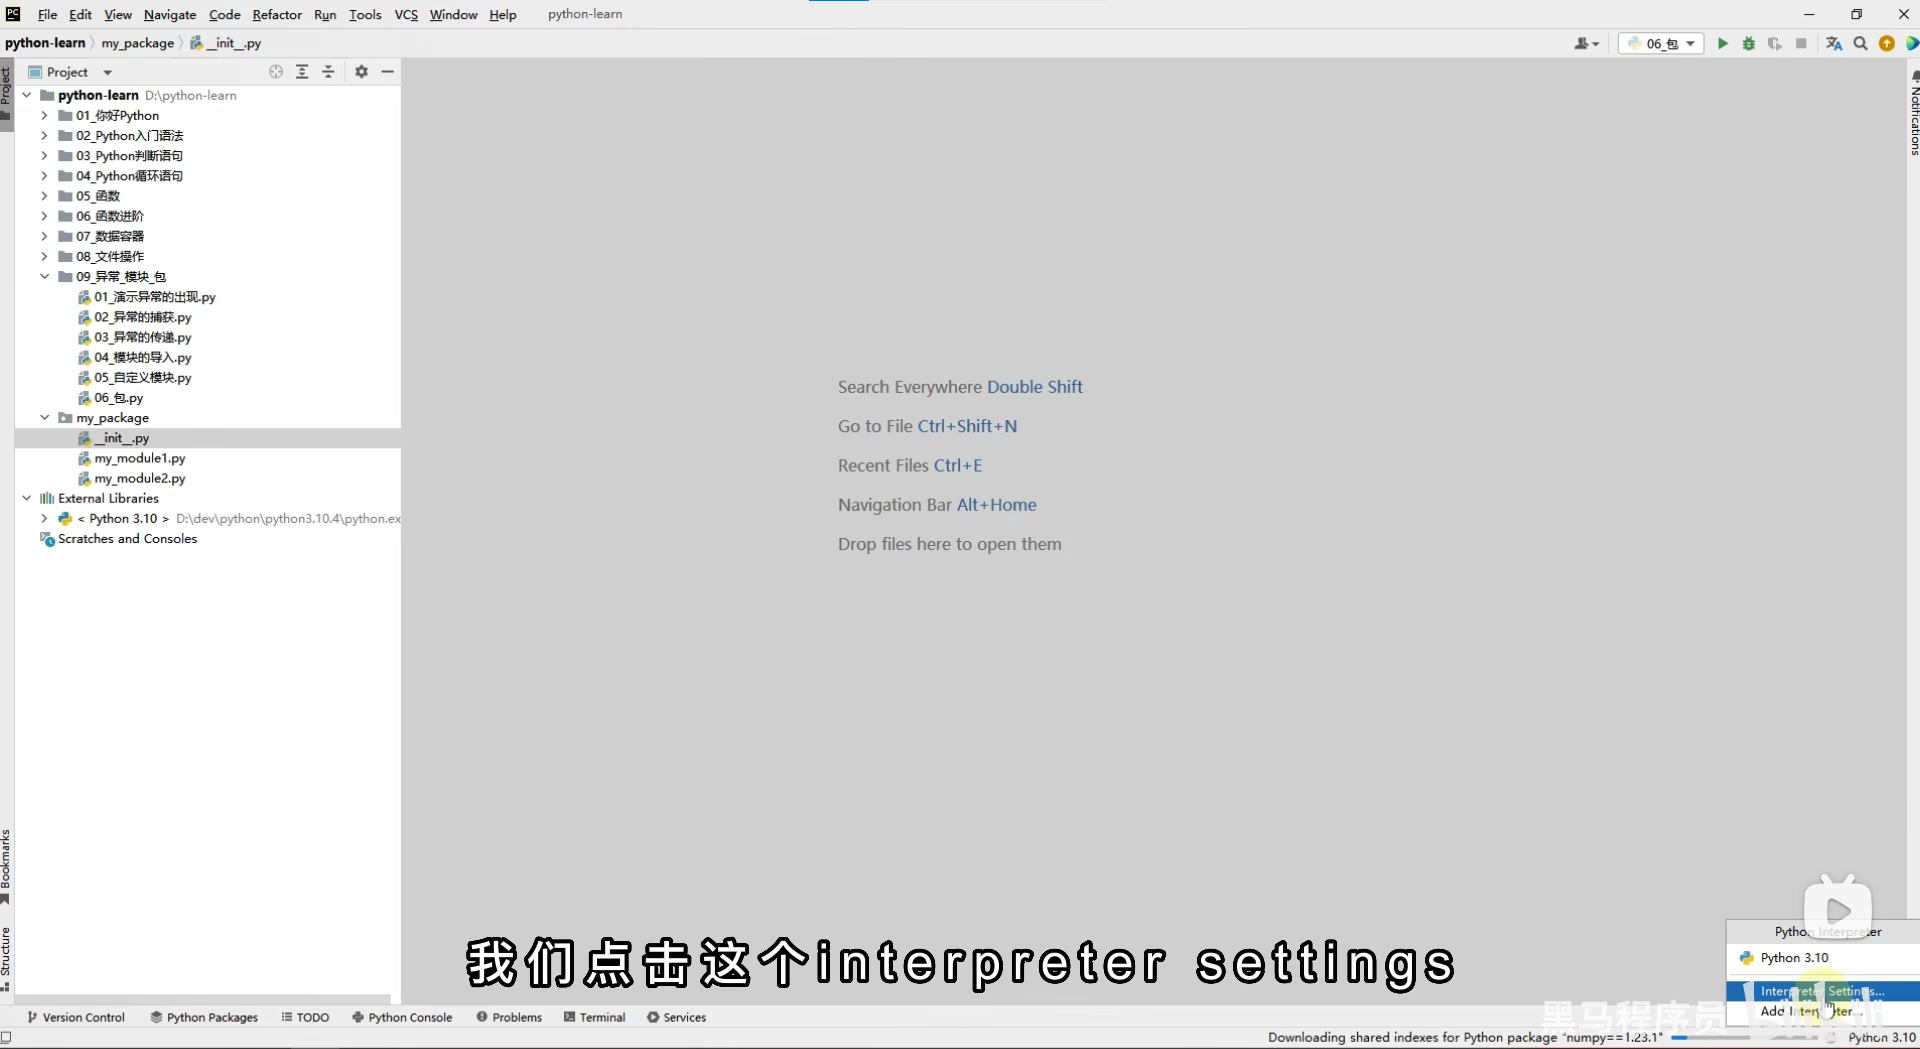 File Edit View Navigate Code Refactor Run Tools VCS Window Help python-learn
python-learn my_package __init__.py
06_包
Project
Project
Notifications
python-learn D:\python-learn
01_你好Python
02_Python入门语法
03_Python判断语句
04_Python循环语句
05_函数
06_函数进阶
07_数据容器
08_文件操作
09_异常_模块_包
01_演示异常的出现.py
02_异常的捕获.py
03_异常的传递.py
04_模块的导入.py
05_自定义模块.py
06_包.py
my_package
__init__.py
my_module1.py
my_module2.py
External Libraries
< Python 3.10 > D:\dev\python\python3.10.4\python.ex
Scratches and Consoles
Search Everywhere Double Shift
Go to File Ctrl+Shift+N
Recent Files Ctrl+E
Navigation Bar Alt+Home
Drop files here to open them
Bookmarks
Structure
我们点击这个interpreter settings
Python Interpreter
Python 3.10
Interpreter Settings...
Add Interpreter...
黑马程序员
Version Control Python Packages TODO Python Console Problems Terminal Services
Downloading shared indexes for Python package "numpy==1.23.1" Python 3.10